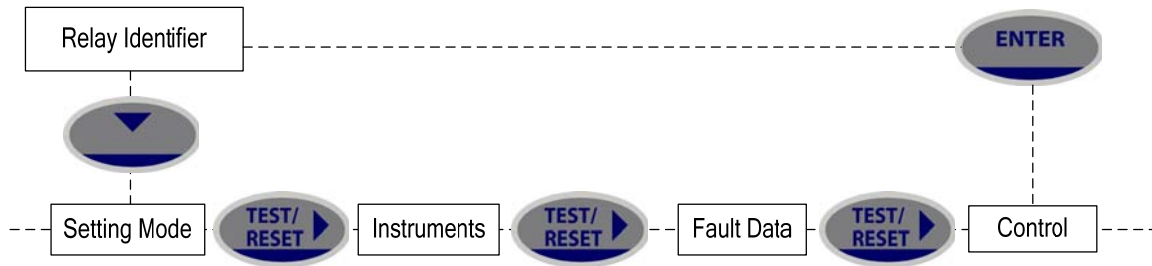 Relay Identifier
ENTER
Setting Mode
TEST/
RESET
Instruments
TEST/
RESET
Fault Data
TEST/
RESET
Control